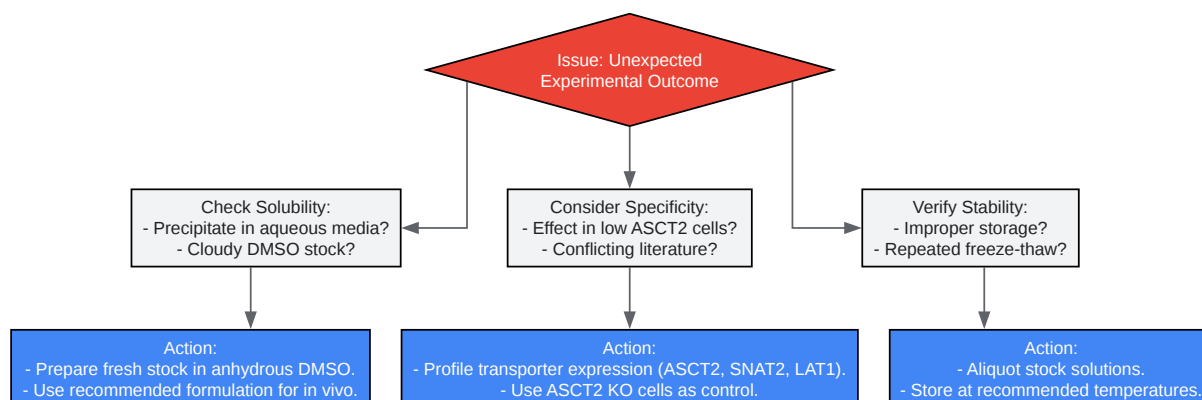 Issue: Unexpected
Experimental Outcome
Check Solubility:
- Precipitate in aqueous media?
- Cloudy DMSO stock?
Consider Specificity:
- Effect in low ASCT2 cells?
- Conflicting literature?
Verify Stability:
- Improper storage?
- Repeated freeze-thaw?
Action:
- Prepare fresh stock in anhydrous DMSO.
- Use recommended formulation for in vivo.
Action:
- Profile transporter expression (ASCT2, SNAT2, LAT1).
- Use ASCT2 KO cells as control.
Action:
- Aliquot stock solutions.
- Store at recommended temperatures.